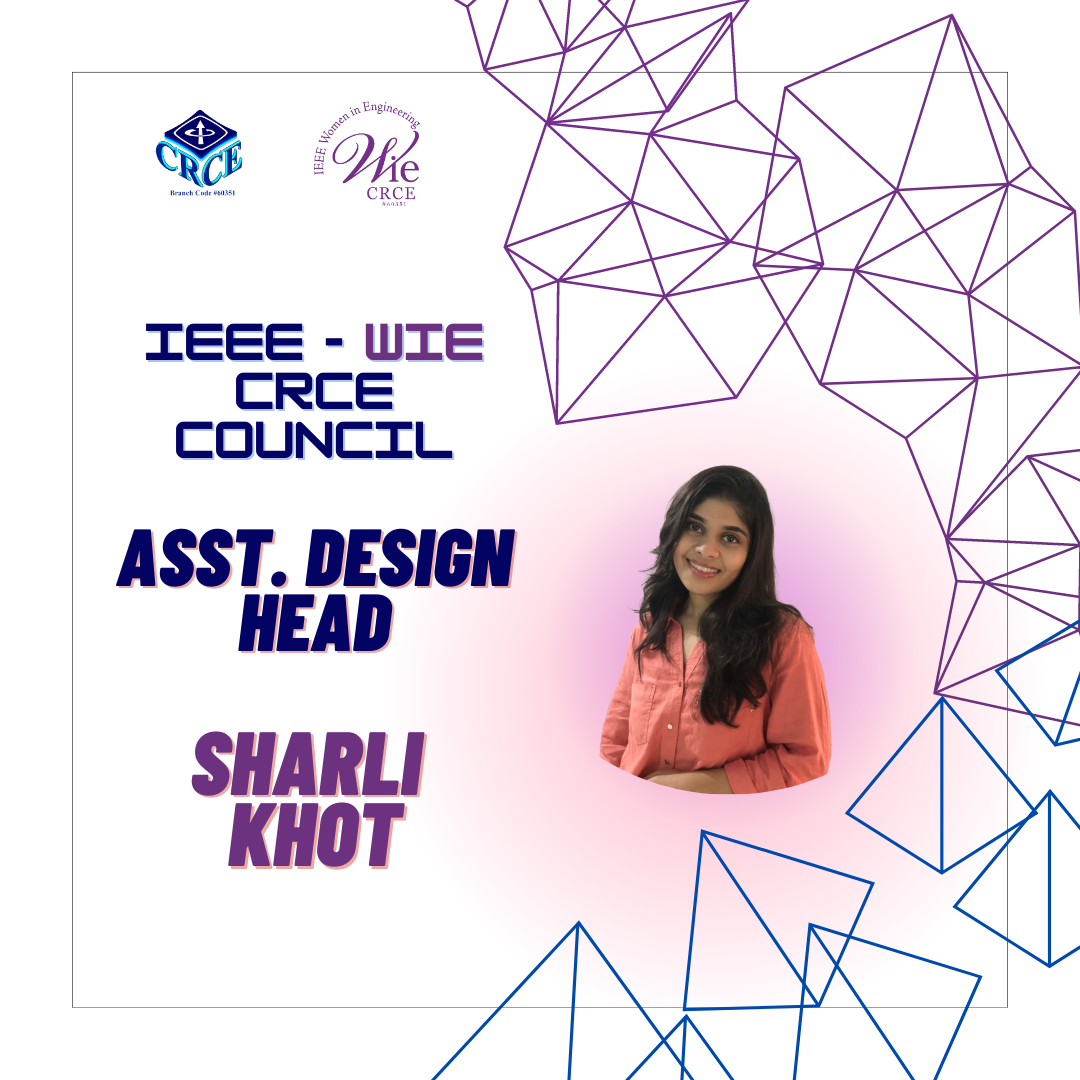 CRCE
Branch Code #60351
IEEE Women in Engineering
Wie
CRCE
#60351
IEEE - WIE
CRCE
COUNCIL
ASST. DESIGN
HEAD
SHARLI
KHOT